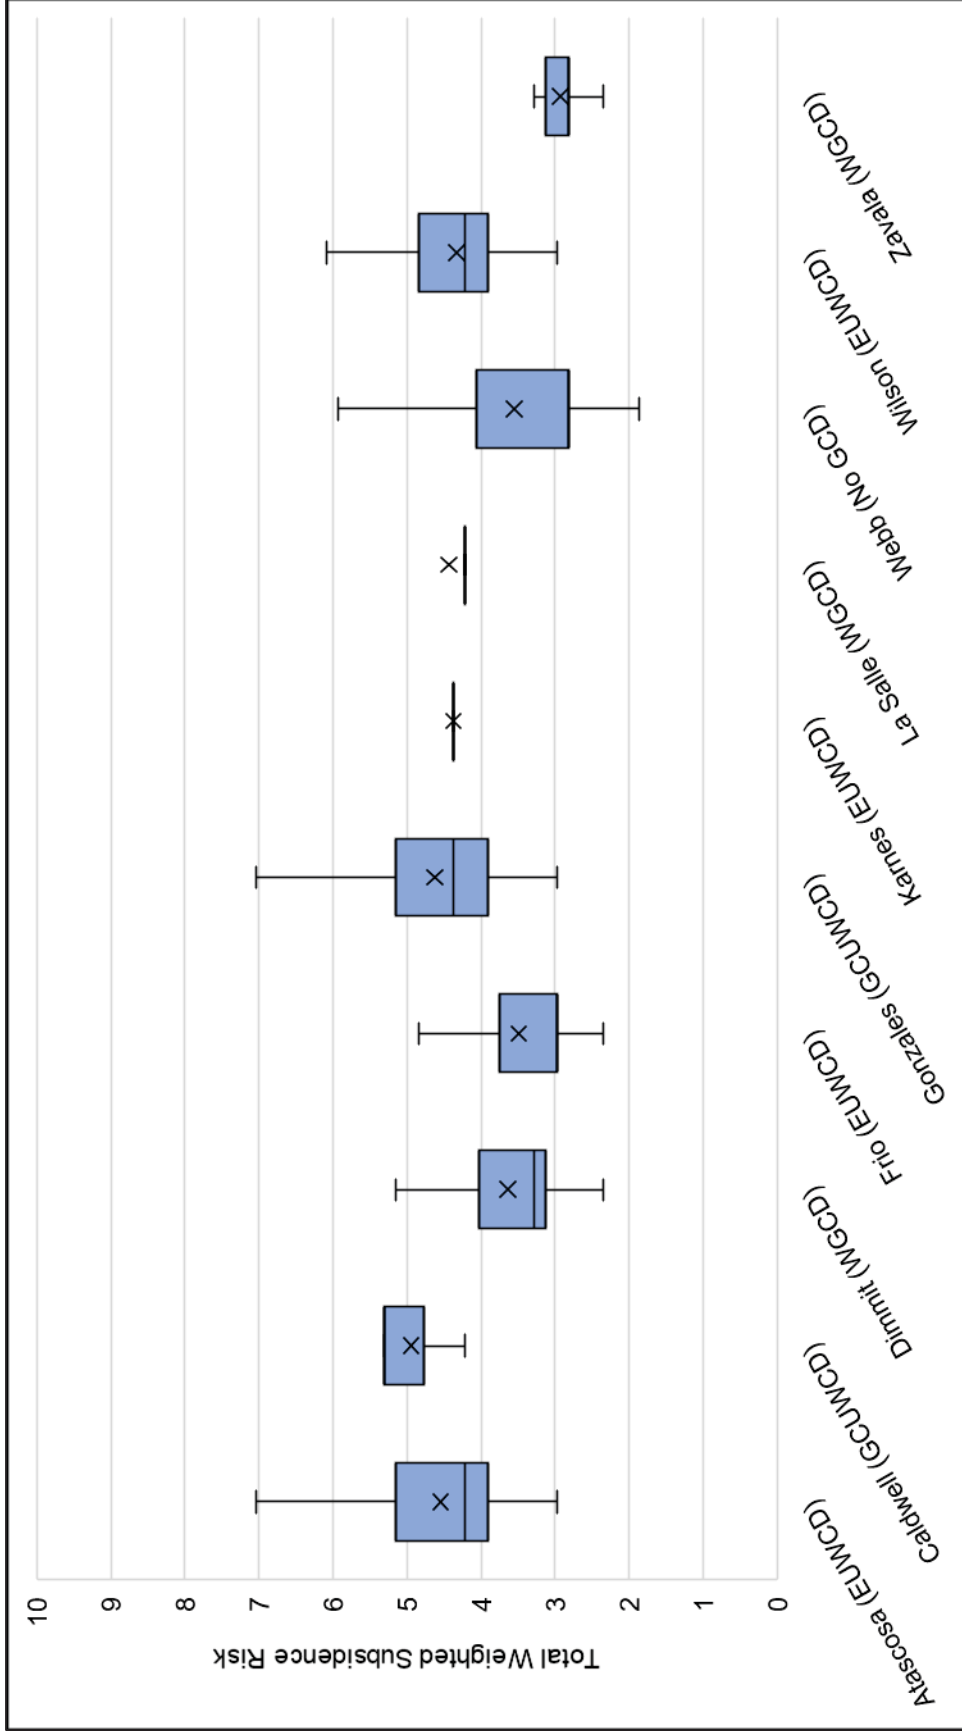 Total Weighted Subsidence Risk
10
9
8
7
6
5
4
3
2
1
0
Atascosa (EUWCD)
Caldwell (GCUWCD)
Dimmit (WGCD)
Frio (EUWCD)
Gonzales (GCUWCD)
Karnes (EUWCD)
La Salle (WGCD)
Webb (No GCD)
Wilson (EUWCD)
Zavala (WGCD)